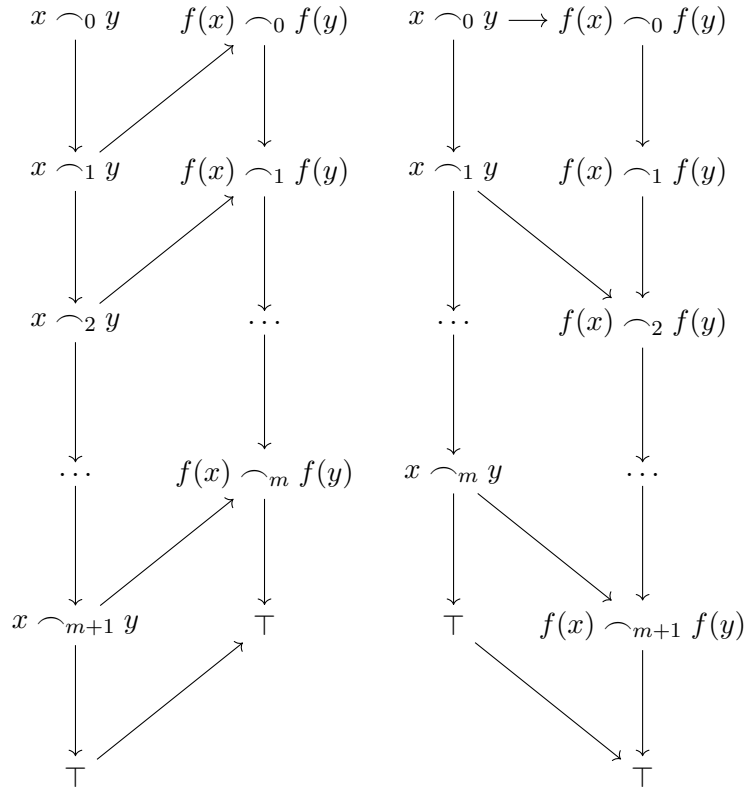 x ⌢₀ y f(x) ⌢₀ f(y) x ⌢₀ y f(x) ⌢₀ f(y)
x ⌢₁ y f(x) ⌢₁ f(y) x ⌢₁ y f(x) ⌢₁ f(y)
x ⌢₂ y … … f(x) ⌢₂ f(y)
… f(x) ⌢ₘ f(y) x ⌢ₘ y …
x ⌢ₘ₊₁ y ⊤ ⊤ f(x) ⌢ₘ₊₁ f(y)
⊤ ⊤